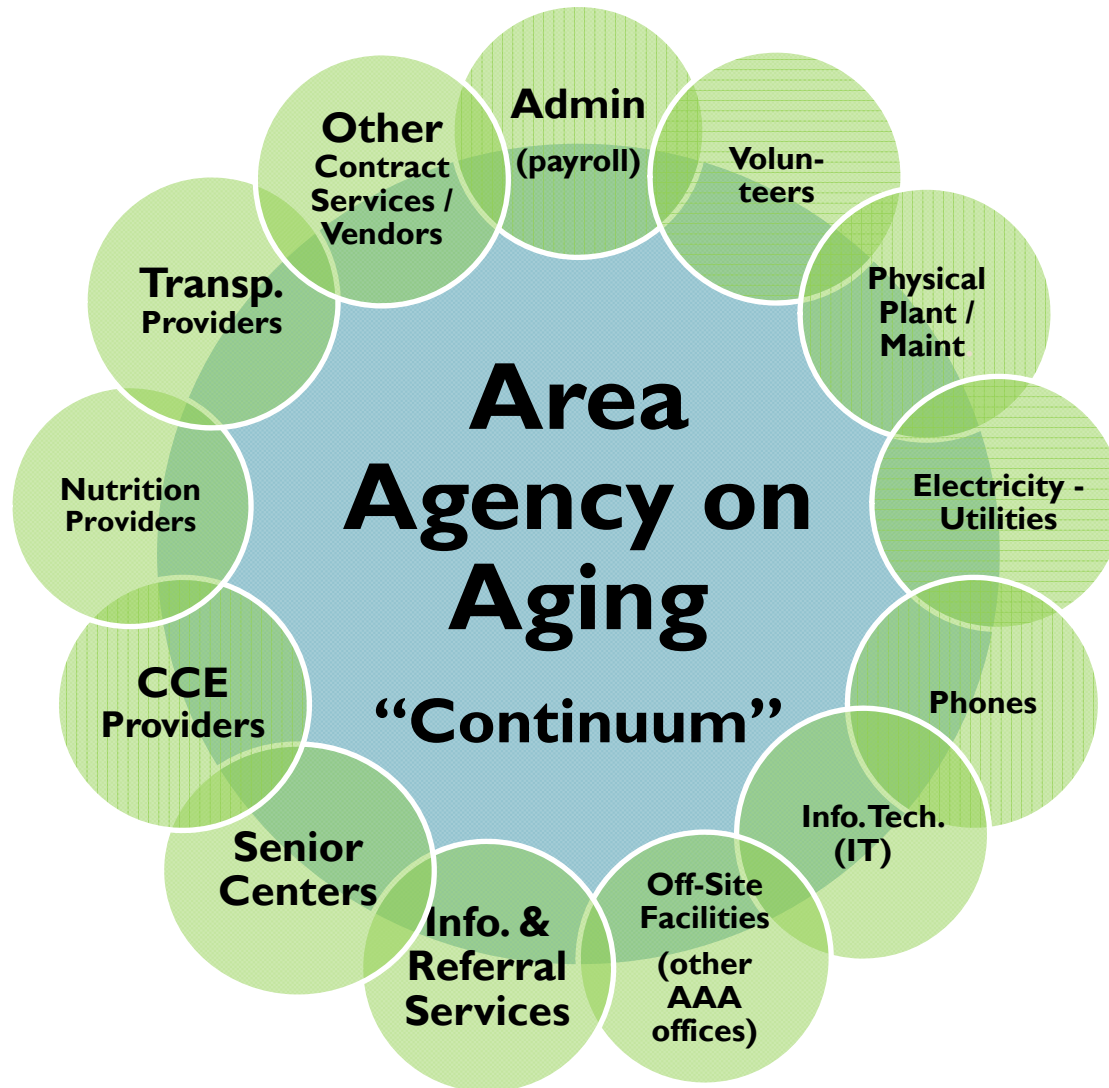 Admin
(payroll)
Volun-
teers
Physical
Plant /
Maint.
Electricity -
Utilities
Phones
Info. Tech.
(IT)
Off-Site
Facilities
(other
AAA
offices)
Info. &
Referral
Services
Senior
Centers
CCE
Providers
Nutrition
Providers
Transp.
Providers
Other
Contract
Services /
Vendors
Area
Agency on
Aging
“Continuum”